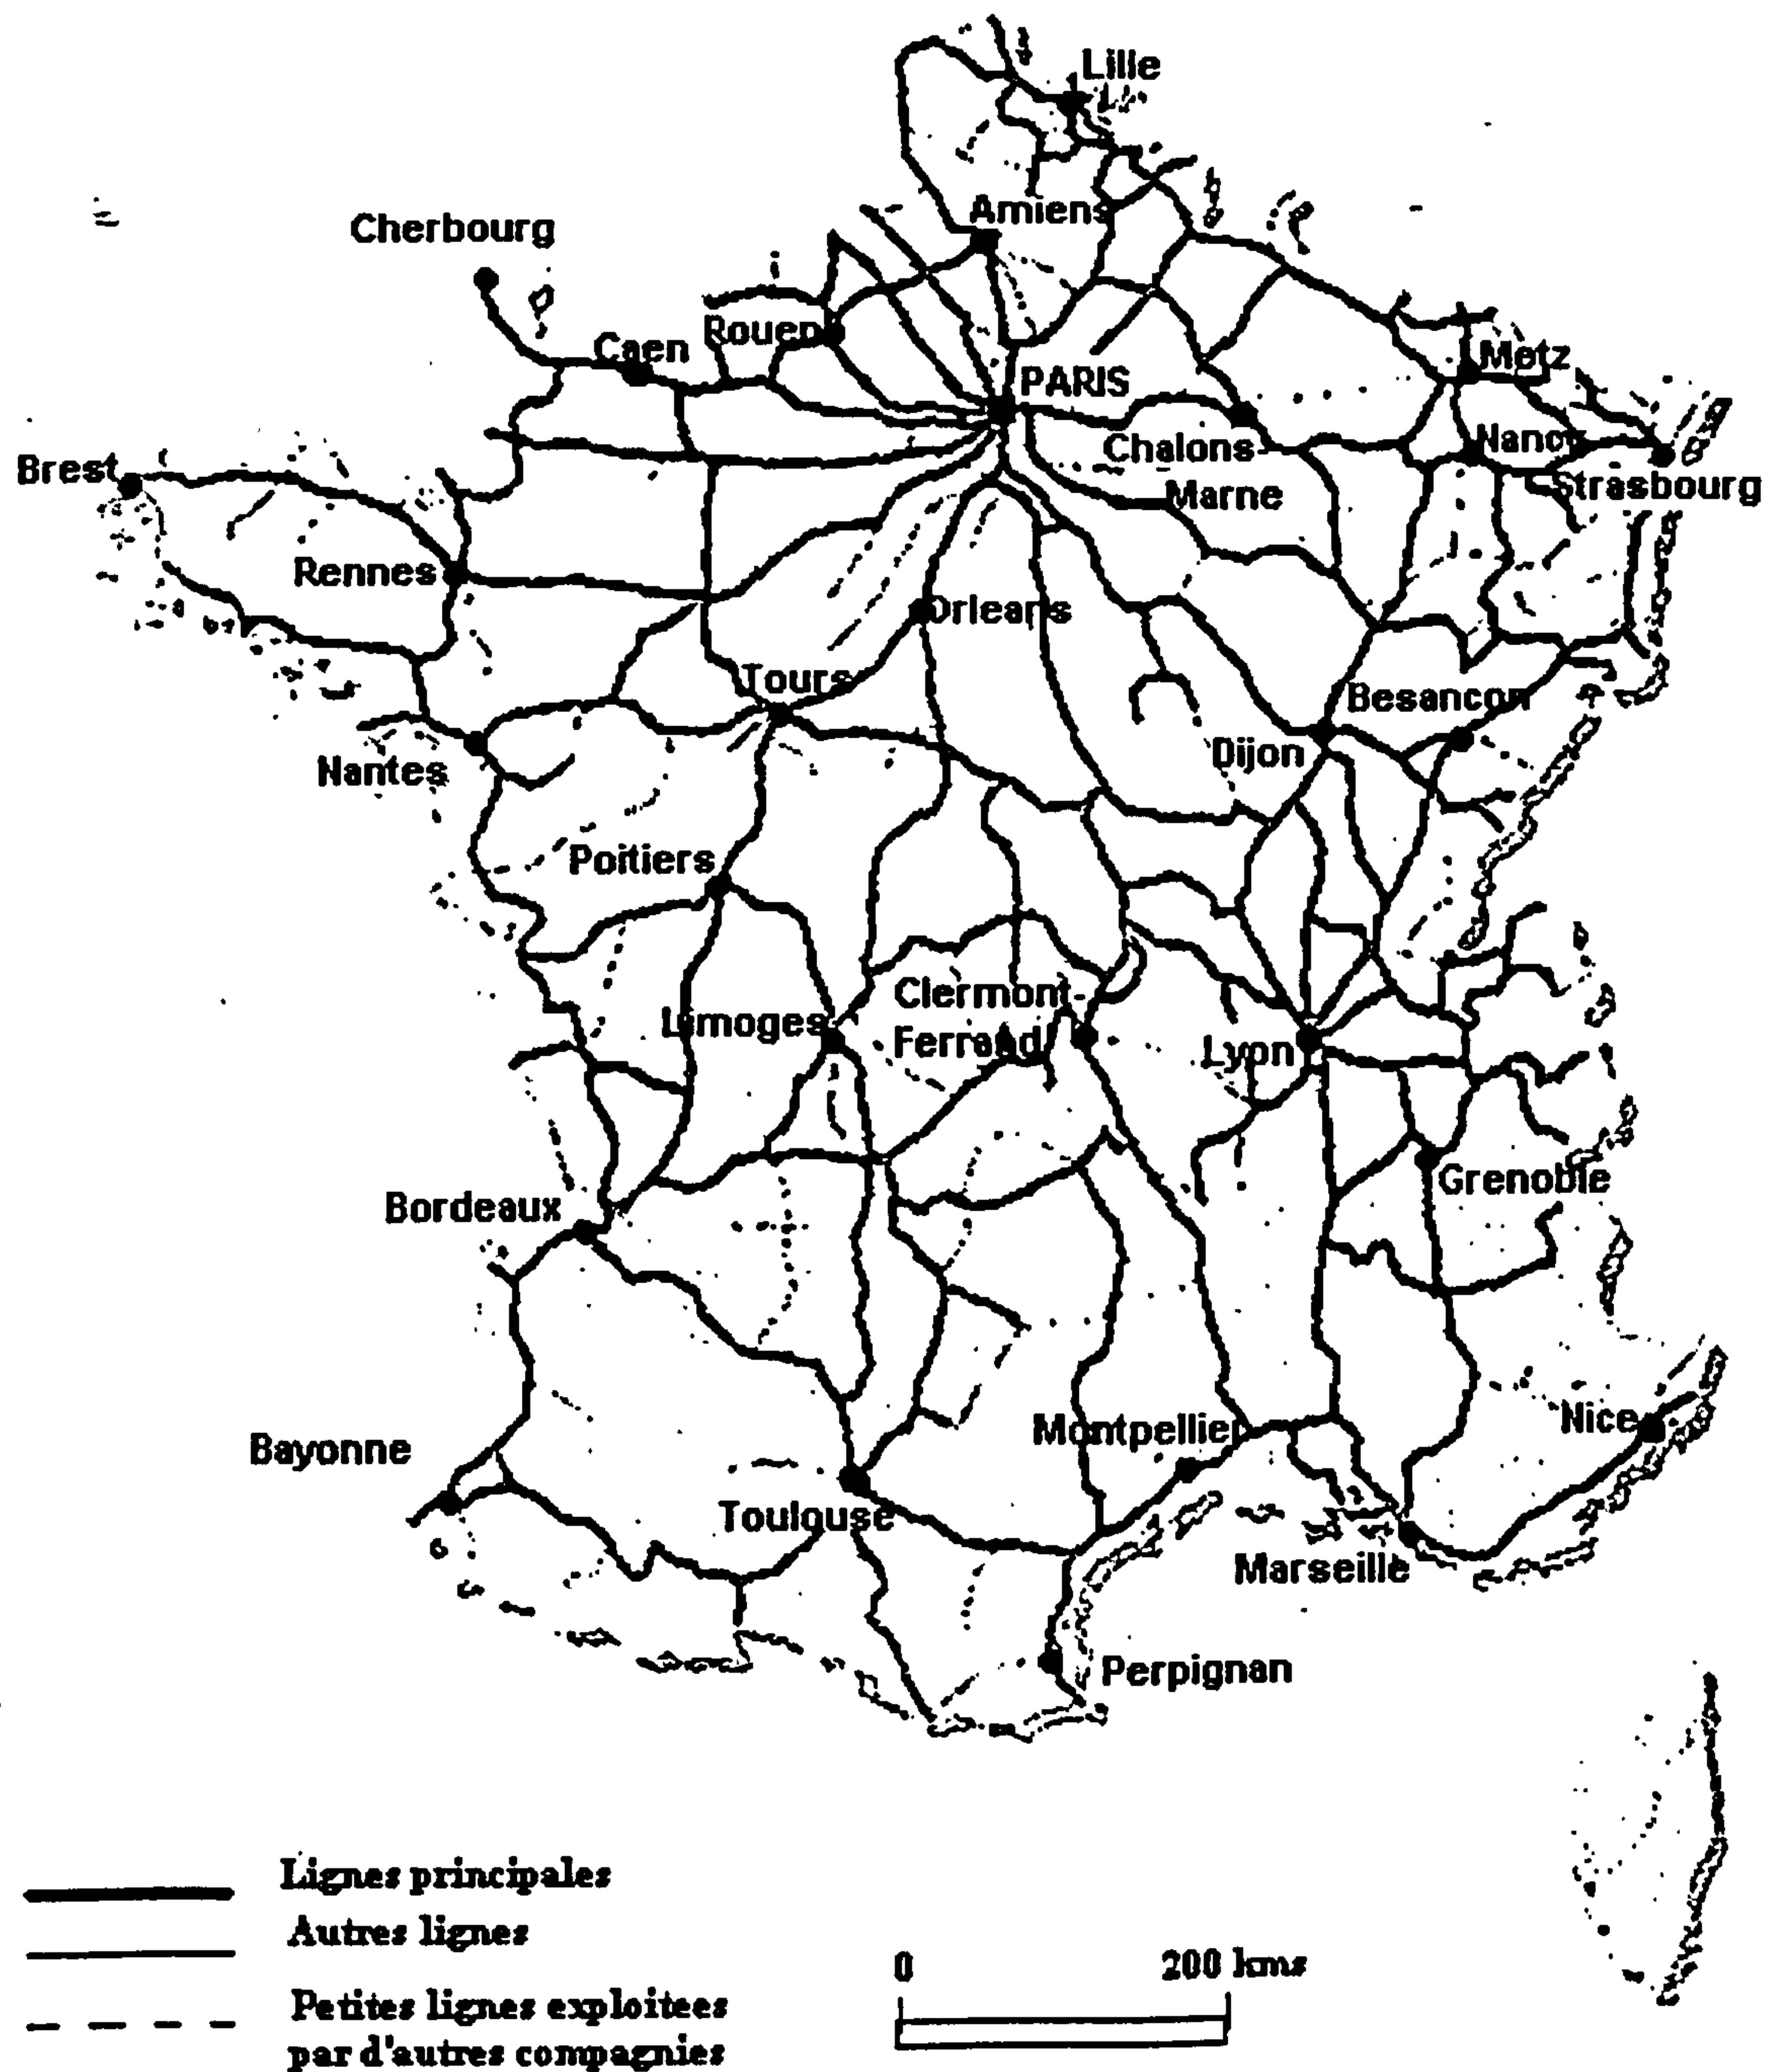 Lille
Amiens
Cherbourg
Rouen
Caen
PARIS
Metz
Chalons-
Marne
Nancy
Strasbourg
Brest
Rennes
Orleans
Tours
Besancon
Dijon
Nantes
Poitiers
Clermont-
Ferrand
Limoges
Lyon
Grenoble
Bordeaux
Nice
Montpellier
Bayonne
Toulouse
Marseille
Perpignan
Lignes principales
Autres lignes
Petites lignes exploitees
par d'autres compagnies
0 200 kms